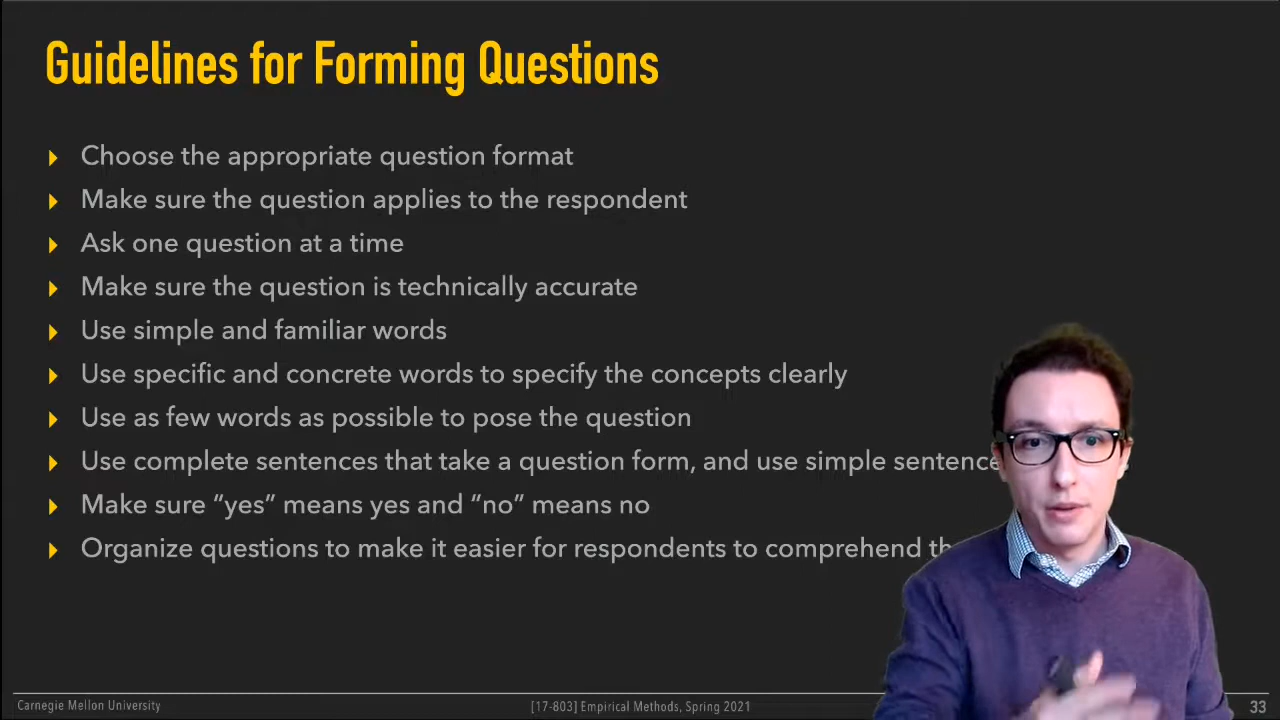 Guidelines for Forming Questions
Choose the appropriate question format
Make sure the question applies to the respondent
Ask one question at a time
Make sure the question is technically accurate
Use simple and familiar words
Use specific and concrete words to specify the concepts clearly
Use as few words as possible to pose the question
Use complete sentences that take a question form, and use simple
Make sure “yes” means yes and “no” means no
Organize questions to make it easier for respondents to comprehend
Carnegie Mellon University
[17-803] Empirical Methods, Spring 2021
33